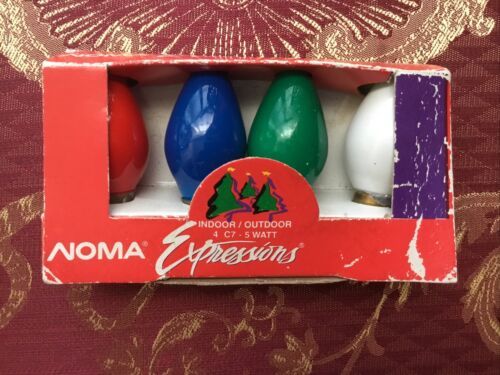 INDOOR / OUTDOOR
4 C7 - 5 WATT
NOMA® Expressions®